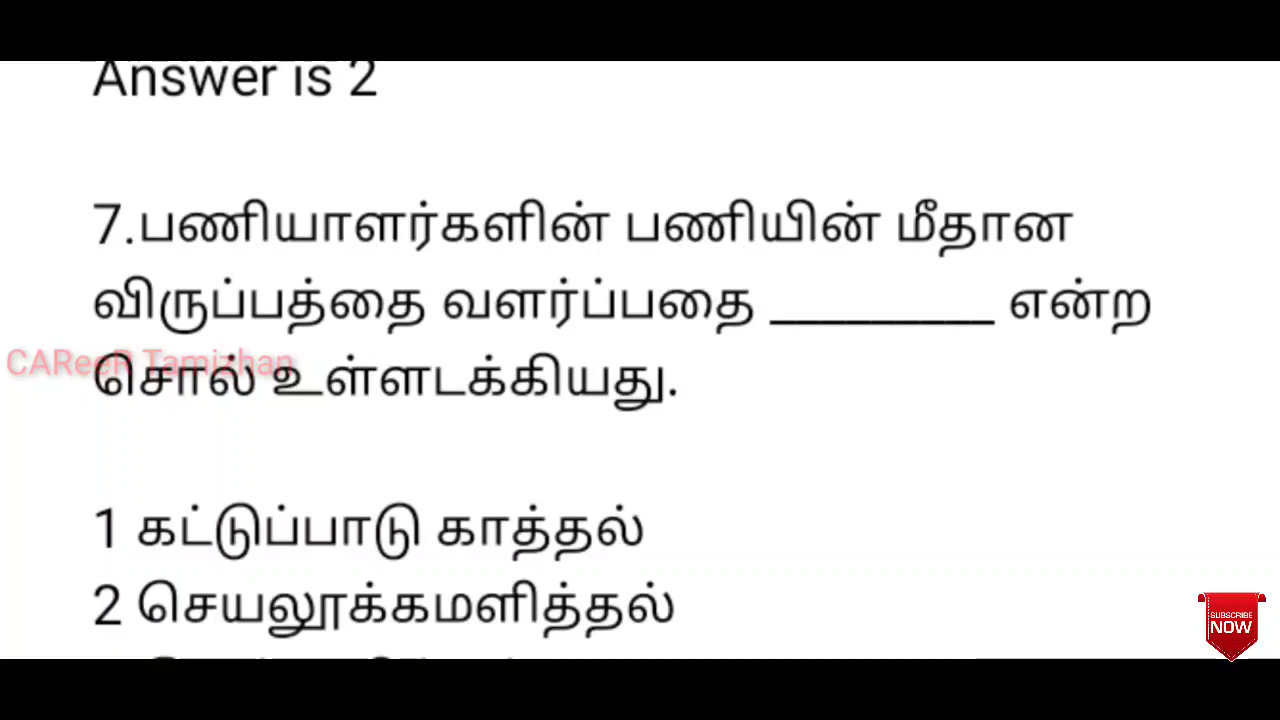 Answer is 2
7.பணியாளர்களின் பணியின் மீதான
விருப்பத்தை வளர்ப்பதை _________ என்ற
CAReeR Tamizhan
சொல் உள்ளடக்கியது.
1 கட்டுப்பாடு காத்தல்
2 செயலூக்கமளித்தல்
SUBSCRIBE
NOW